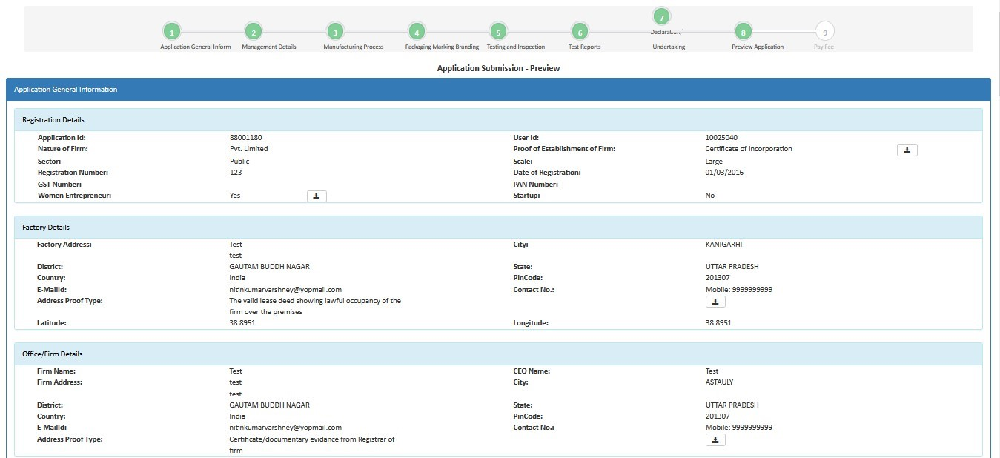 1 2 3 4 5 6 7 8 9
Application General Inform Management Details Manufacturing Process Packaging Marking Branding Testing and Inspection Test Reports Declaration/ Undertaking Preview Application Pay Fee
Application Submission - Preview
Application General Information
Registration Details
Application Id: 88001180 User Id: 10025040
Nature of Firm: Pvt. Limited Proof of Establishment of Firm: Certificate of Incorporation
Sector: Public Scale: Large
Registration Number: 123 Date of Registration: 01/03/2016
GST Number: PAN Number:
Women Entrepreneur: Yes Startup: No
Factory Details
Factory Address: Test City: KANIGARHI
test
District: GAUTAM BUDDH NAGAR State: UTTAR PRADESH
Country: India PinCode: 201307
E-MailId: nitinkumarvarshney@yopmail.com Contact No.: Mobile: 9999999999
Address Proof Type: The valid lease deed showing lawful occupancy of the
firm over the premises
Latitude: 38.8951 Longitude: 38.8951
Office/Firm Details
Firm Name: Test CEO Name: Test
Firm Address: test City: ASTAULY
test
District: GAUTAM BUDDH NAGAR State: UTTAR PRADESH
Country: India PinCode: 201307
E-MailId: nitinkumarvarshney@yopmail.com Contact No.: Mobile: 9999999999
Address Proof Type: Certificate/documentary evidence from Registrar of
firm